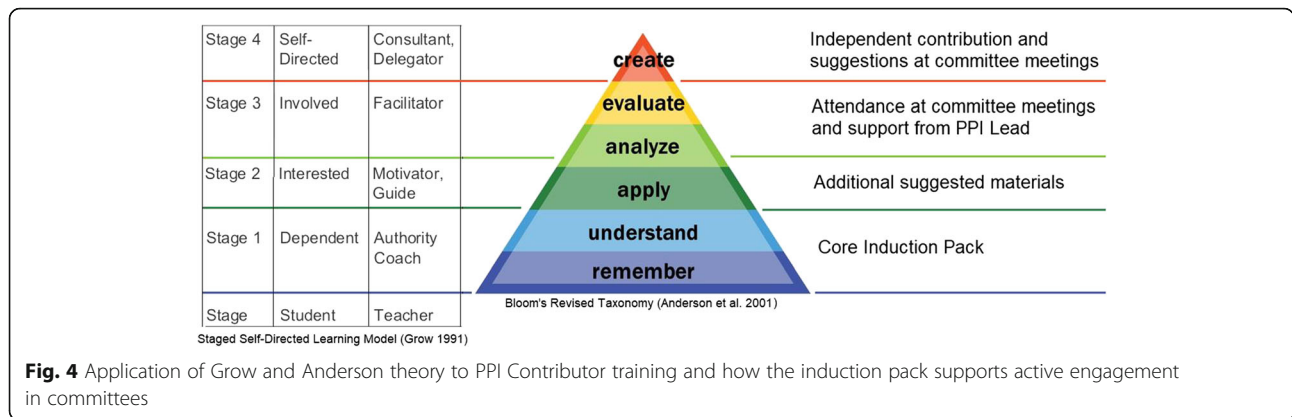 Stage 4 Self-Directed Consultant, Delegator
create
Independent contribution and
suggestions at committee meetings
Stage 3 Involved Facilitator
evaluate
analyze
Attendance at committee meetings
and support from PPI Lead
Stage 2 Interested Motivator, Guide
apply
Additional suggested materials
Stage 1 Dependent Authority Coach
understand
remember
Core Induction Pack
Stage Student Teacher
Staged Self-Directed Learning Model (Grow 1991)
Bloom's Revised Taxonomy (Anderson et al. 2001)
Fig. 4 Application of Grow and Anderson theory to PPI Contributor training and how the induction pack supports active engagement
in committees